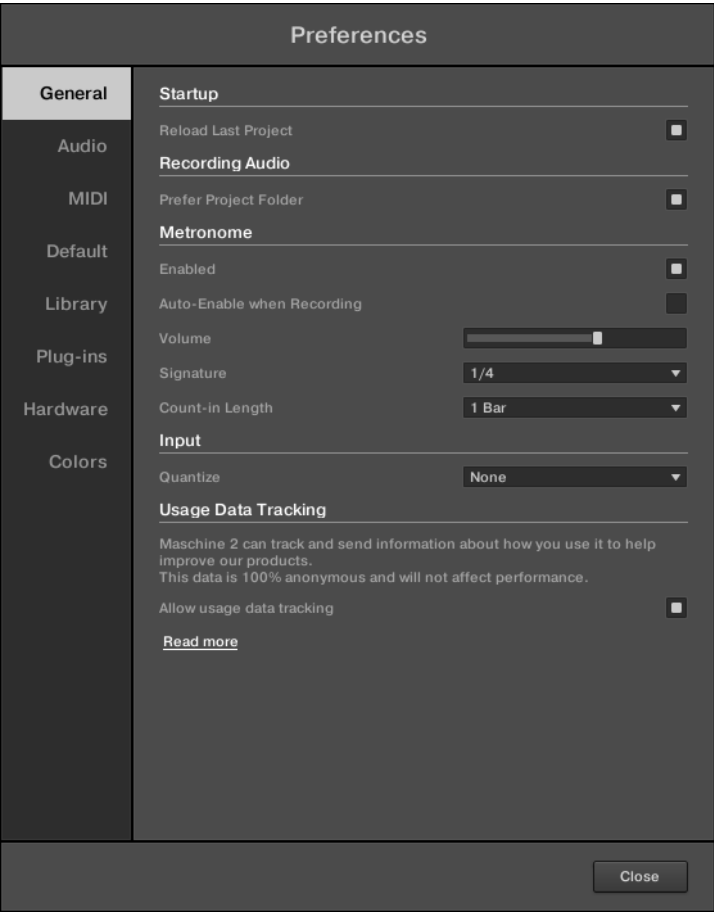 Preferences
General
Audio
MIDI
Default
Library
Plug-ins
Hardware
Colors
Startup
Reload Last Project
Recording Audio
Prefer Project Folder
Metronome
Enabled
Auto-Enable when Recording
Volume
Signature 1/4
Count-in Length 1 Bar
Input
Quantize None
Usage Data Tracking
Maschine 2 can track and send information about how you use it to help
improve our products.
This data is 100% anonymous and will not affect performance.
Allow usage data tracking
Read more
Close